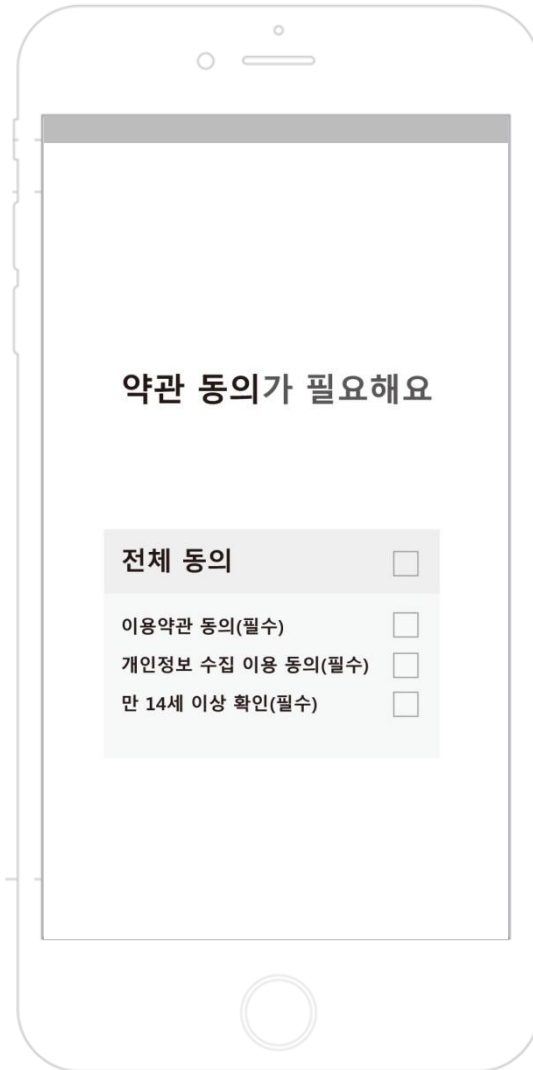 약관 동의가 필요해요
전체 동의
이용약관 동의(필수)
개인정보 수집 이용 동의(필수)
만 14세 이상 확인(필수)